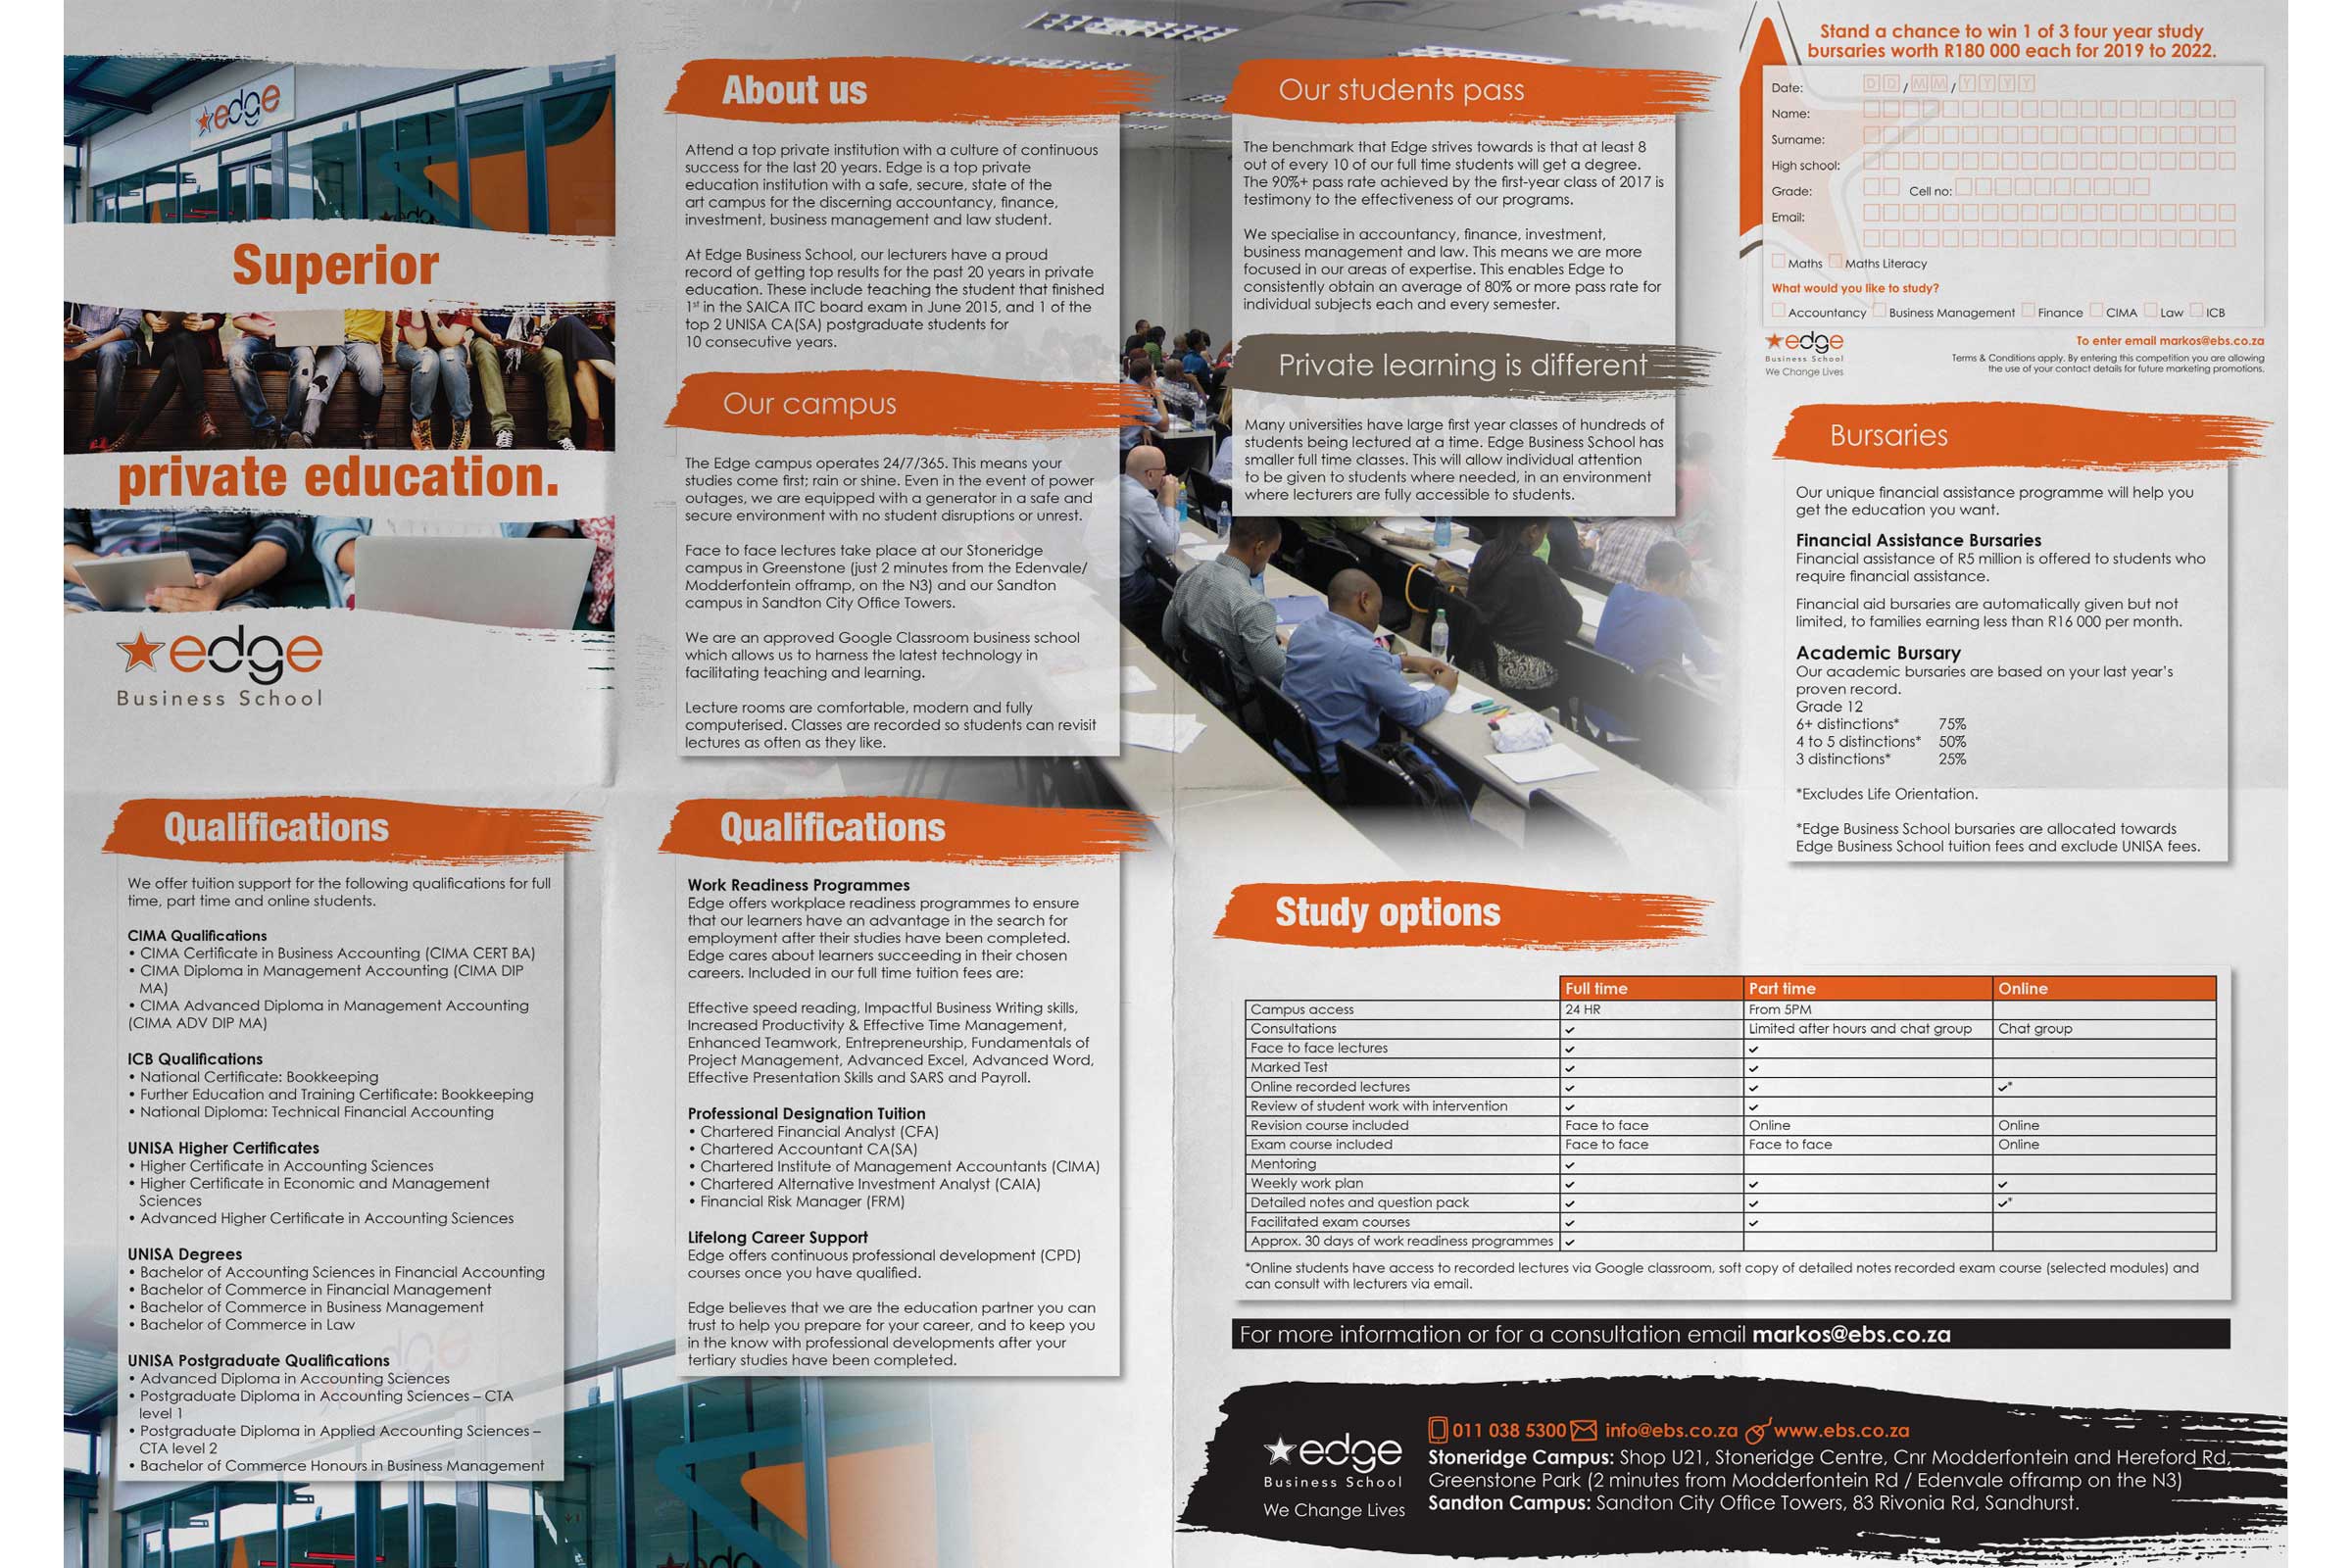 edge
Superior
private education.
edge
Business School
About us
Attend a top private institution with a culture of continuous
success for the last 20 years. Edge is a top private
education institution with a safe, secure, state of the
art campus for the discerning accountancy, finance,
investment, business management and law student.
At Edge Business School, our lecturers have a proud
record of getting top results for the past 20 years in private
education. These include teaching the student that finished
1st in the SAICA ITC board exam in June 2015, and 1 of the
top 2 UNISA CA(SA) postgraduate students for
10 consecutive years.
Our campus
The Edge campus operates 24/7/365. This means your
studies come first; rain or shine. Even in the event of power
outages, we are equipped with a generator in a safe and
secure environment with no student disruptions or unrest.
Face to face lectures take place at our Stoneridge
campus in Greenstone (just 2 minutes from the Edenvale/
Modderfontein offramp, on the N3) and our Sandton
campus in Sandton City Office Towers.
We are an approved Google Classroom business school
which allows us to harness the latest technology in
facilitating teaching and learning.
Lecture rooms are comfortable, modern and fully
computerised. Classes are recorded so students can revisit
lectures as often as they like.
Our students pass
The benchmark that Edge strives towards is that at least 8
out of every 10 of our full time students will get a degree.
The 90%+ pass rate achieved by the first-year class of 2017 is
testimony to the effectiveness of our programs.
We specialise in accountancy, finance, investment,
business management and law. This means we are more
focused in our areas of expertise. This enables Edge to
consistently obtain an average of 80% or more pass rate for
individual subjects each and every semester.
Private learning is different
Many universities have large first year classes of hundreds of
students being lectured at a time. Edge Business School has
smaller full time classes. This will allow individual attention
to be given to students where needed, in an environment
where lecturers are fully accessible to students.
Stand a chance to win 1 of 3 four year study
bursaries worth R180 000 each for 2019 to 2022.
Date: DD/MM/YYYY
Name:
Surname:
High school:
Grade: Cell no:
Email:
Maths Maths Literacy
What would you like to study?
Accountancy Business Management Finance CIMA Law ICB
edge
Business School
We Change Lives
To enter email markos@ebs.co.za
Terms & Conditions apply. By entering this competition you are allowing
the use of your contact details for future marketing promotions.
Bursaries
Our unique financial assistance programme will help you
get the education you want.
Financial Assistance Bursaries
Financial assistance of R5 million is offered to students who
require financial assistance.
Financial aid bursaries are automatically given but not
limited, to families earning less than R16 000 per month.
Academic Bursary
Our academic bursaries are based on your last year's
proven record.
Grade 12
6+ distinctions* 75%
4 to 5 distinctions* 50%
3 distinctions* 25%
*Excludes Life Orientation.
*Edge Business School bursaries are allocated towards
Edge Business School tuition fees and exclude UNISA fees.
Qualifications
We offer tuition support for the following qualifications for full
time, part time and online students.
CIMA Qualifications
• CIMA Certificate in Business Accounting (CIMA CERT BA)
• CIMA Diploma in Management Accounting (CIMA DIP
MA)
• CIMA Advanced Diploma in Management Accounting
(CIMA ADV DIP MA)
ICB Qualifications
• National Certificate: Bookkeeping
• Further Education and Training Certificate: Bookkeeping
• National Diploma: Technical Financial Accounting
UNISA Higher Certificates
• Higher Certificate in Accounting Sciences
• Higher Certificate in Economic and Management
Sciences
• Advanced Higher Certificate in Accounting Sciences
UNISA Degrees
• Bachelor of Accounting Sciences in Financial Accounting
• Bachelor of Commerce in Financial Management
• Bachelor of Commerce in Business Management
• Bachelor of Commerce in Law
UNISA Postgraduate Qualifications
• Advanced Diploma in Accounting Sciences
• Postgraduate Diploma in Accounting Sciences – CTA
level 1
• Postgraduate Diploma in Applied Accounting Sciences –
CTA level 2
• Bachelor of Commerce Honours in Business Management
Qualifications
Work Readiness Programmes
Edge offers workplace readiness programmes to ensure
that our learners have an advantage in the search for
employment after their studies have been completed.
Edge cares about learners succeeding in their chosen
careers. Included in our full time tuition fees are:
Effective speed reading, Impactful Business Writing skills,
Increased Productivity & Effective Time Management,
Enhanced Teamwork, Entrepreneurship, Fundamentals of
Project Management, Advanced Excel, Advanced Word,
Effective Presentation Skills and SARS and Payroll.
Professional Designation Tuition
• Chartered Financial Analyst (CFA)
• Chartered Accountant CA(SA)
• Chartered Institute of Management Accountants (CIMA)
• Chartered Alternative Investment Analyst (CAIA)
• Financial Risk Manager (FRM)
Lifelong Career Support
Edge offers continuous professional development (CPD)
courses once you have qualified.
Edge believes that we are the education partner you can
trust to help you prepare for your career, and to keep you
in the know with professional developments after your
tertiary studies have been completed.
Study options
Full time Part time Online
Campus access 24 HR From 5PM
Consultations ✓ Limited after hours and chat group Chat group
Face to face lectures ✓ ✓
Marked Test ✓ ✓
Online recorded lectures ✓ ✓ ✓*
Review of student work with intervention ✓ ✓
Revision course included Face to face Online Online
Exam course included Face to face Face to face Online
Mentoring ✓
Weekly work plan ✓ ✓ ✓
Detailed notes and question pack ✓ ✓ ✓*
Facilitated exam courses ✓ ✓
Approx. 30 days of work readiness programmes ✓
*Online students have access to recorded lectures via Google classroom, soft copy of detailed notes recorded exam course (selected modules) and
can consult with lecturers via email.
For more information or for a consultation email markos@ebs.co.za
edge
Business School
We Change Lives
011 038 5300 info@ebs.co.za www.ebs.co.za
Stoneridge Campus: Shop U21, Stoneridge Centre, Cnr Modderfontein and Hereford Rd,
Greenstone Park (2 minutes from Modderfontein Rd / Edenvale offramp on the N3)
Sandton Campus: Sandton City Office Towers, 83 Rivonia Rd, Sandhurst.
edge